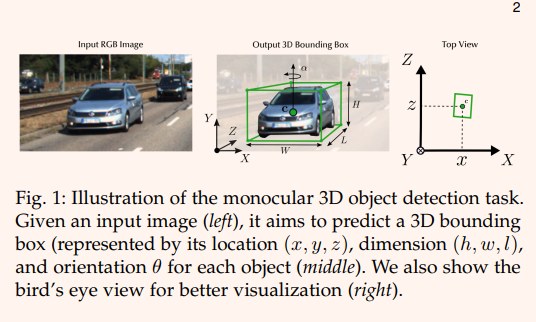 2
Input RGB Image
Output 3D Bounding Box
Top View
α
c
H
Y
Z
X
W
L
Z
z
c
Y
x
X
Fig. 1: Illustration of the monocular 3D object detection task.
Given an input image (left), it aims to predict a 3D bounding
box (represented by its location (x, y, z), dimension (h, w, l),
and orientation θ for each object (middle). We also show the
bird's eye view for better visualization (right).